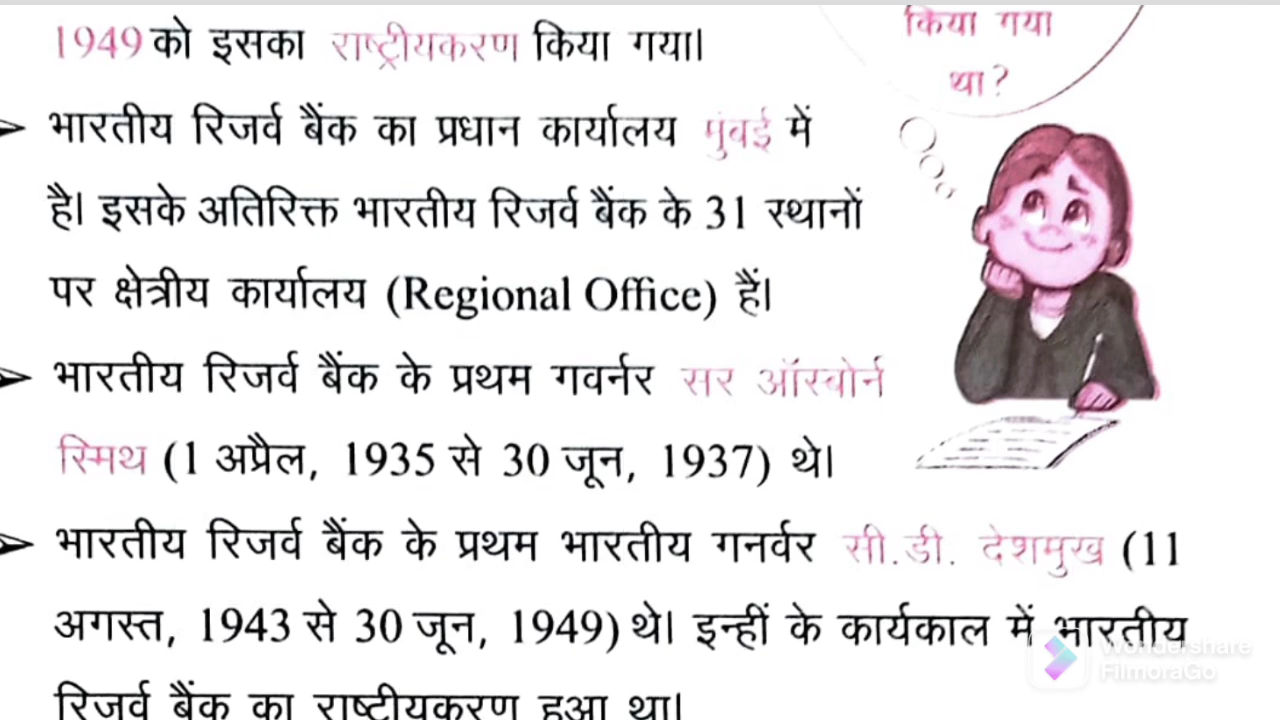 1949 को इसका राष्ट्रीयकरण किया गया।
किया गया
था?
➢ भारतीय रिजर्व बैंक का प्रधान कार्यालय मुंबई में
है। इसके अतिरिक्त भारतीय रिजर्व बैंक के 31 स्थानों
पर क्षेत्रीय कार्यालय (Regional Office) हैं।
➢ भारतीय रिजर्व बैंक के प्रथम गवर्नर सर ऑस्बोर्न
स्मिथ (1 अप्रैल, 1935 से 30 जून, 1937) थे।
➢ भारतीय रिजर्व बैंक के प्रथम भारतीय गनर्वर सी.डी. देशमुख (11
अगस्त, 1943 से 30 जून, 1949) थे। इन्हीं के कार्यकाल में भारतीय
रिजर्व बैंक का राष्ट्रीयकरण हुआ था।
Wondershare
FilmoraGo